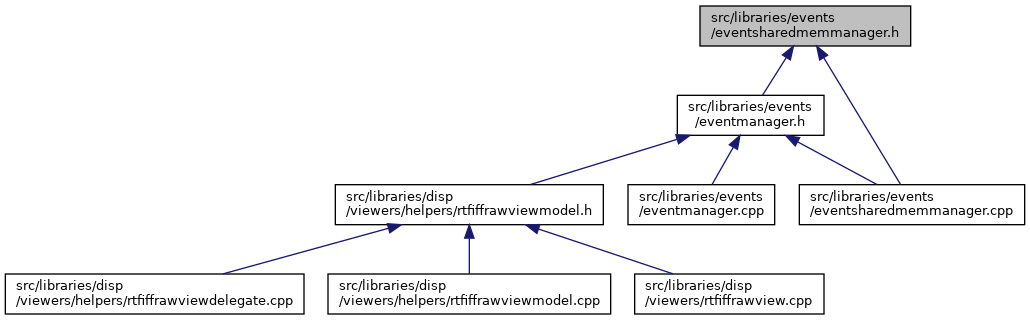 src/libraries/events
/eventsharedmemmanager.h
src/libraries/events
/eventmanager.h
src/libraries/disp
/viewers/helpers/rtfiffrawviewmodel.h
src/libraries/events
/eventmanager.cpp
src/libraries/events
/eventsharedmemmanager.cpp
src/libraries/disp
/viewers/helpers/rtfiffrawviewdelegate.cpp
src/libraries/disp
/viewers/helpers/rtfiffrawviewmodel.cpp
src/libraries/disp
/viewers/rtfiffrawview.cpp